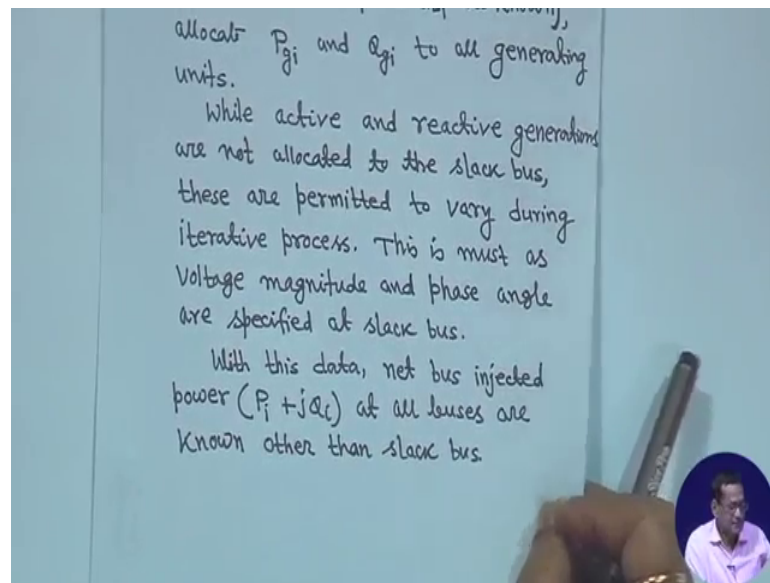 allocate Pgi and Qgi to all generating
units.
While active and reactive generations
are not allocated to the slack bus,
these are permitted to vary during
iterative process. This is must as
Voltage magnitude and phase angle
are specified at slack bus.
With this data, net bus injected
power (Pi + jQi) at all buses are
Known other than slack bus.